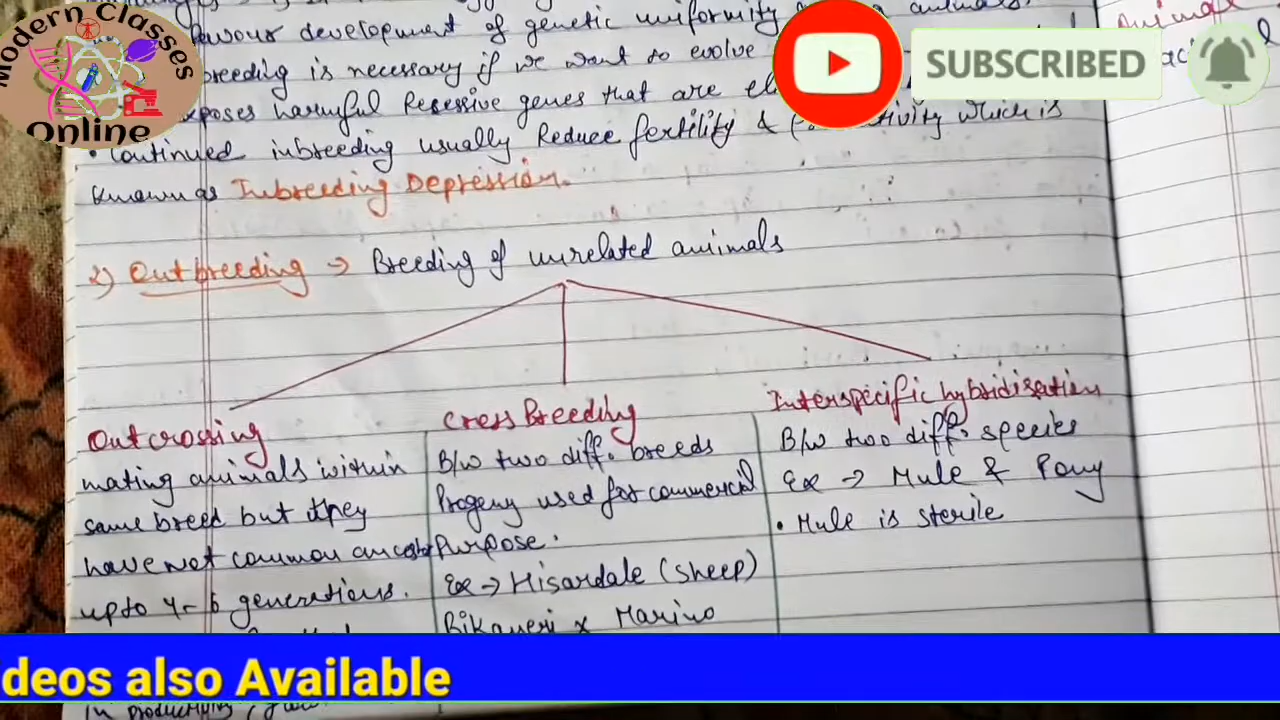 Modern Classes
Online
SUBSCRIBED
favour development of genetic uniformity animals.
breeding is necessary if we want to evolve
exposes harmful Recessive genes that are
• Continued inbreeding usually Reduce fertility & which is
known as Inbreeding Depression.
2) Outbreeding → Breeding of unrelated animals
Outcrossing
mating animals within
same breed but they
have not common ancestor
upto 4-6 generations.
Cross Breeding
B/w two diff. breeds
Progeny used for commercial
Purpose.
Ex → Hisardale (Sheep)
Bikaneri x Marino
Interspecific hybridisation
B/w two diff. species
Ex → Mule & Pony
• Mule is sterile
deos also Available